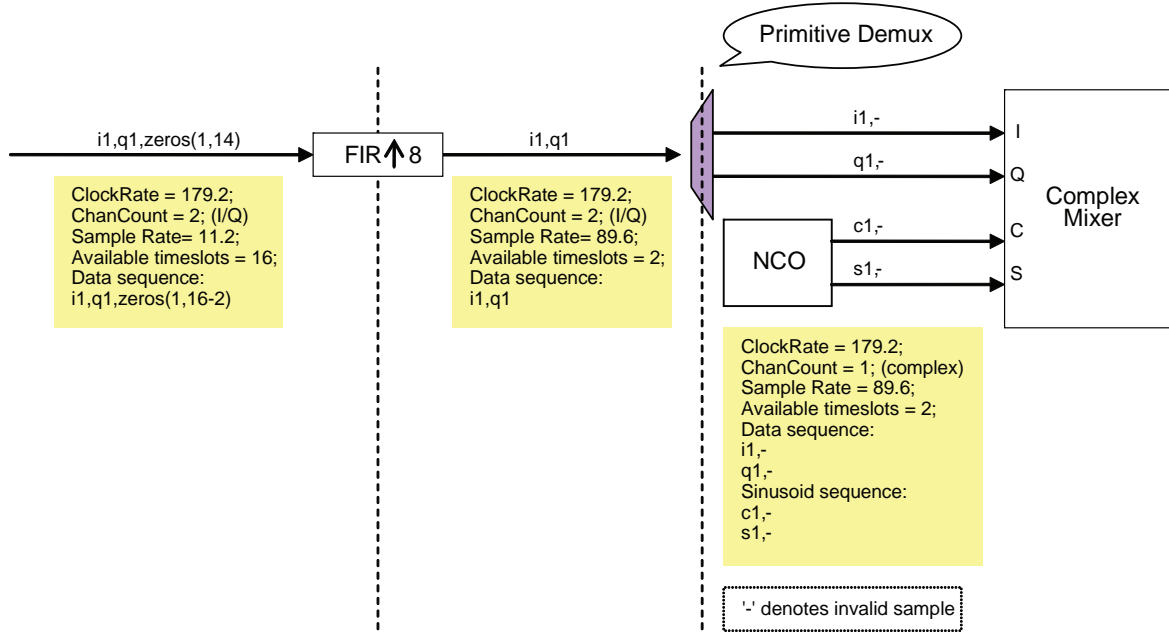 Primitive Demux
i1,q1,zeros(1,14)
FIR 8
i1,q1
i1,-
q1,-
I
Q
Complex
Mixer
C
S
NCO
c1,-
s1,-
ClockRate = 179.2;
ChanCount = 2; (I/Q)
Sample Rate= 11.2;
Available timeslots = 16;
Data sequence:
i1,q1,zeros(1,16-2)
ClockRate = 179.2;
ChanCount = 2; (I/Q)
Sample Rate= 89.6;
Available timeslots = 2;
Data sequence:
i1,q1
ClockRate = 179.2;
ChanCount = 1; (complex)
Sample Rate = 89.6;
Available timeslots = 2;
Data sequence:
i1,-
q1,-
Sinusoid sequence:
c1,-
s1,-
'-' denotes invalid sample